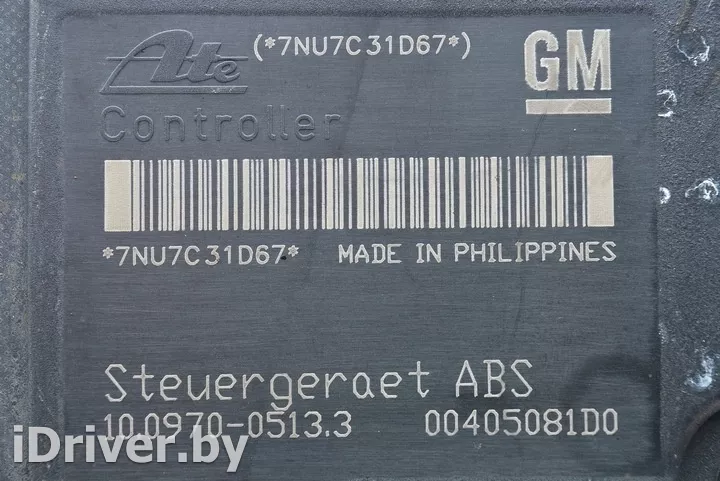 Ate (*7NU7C31D67*) GM
Controller
*7NU7C31D67* MADE IN PHILIPPINES
Steuergeraet ABS
10.0970-0513.3 00405081D0
iDriver.by